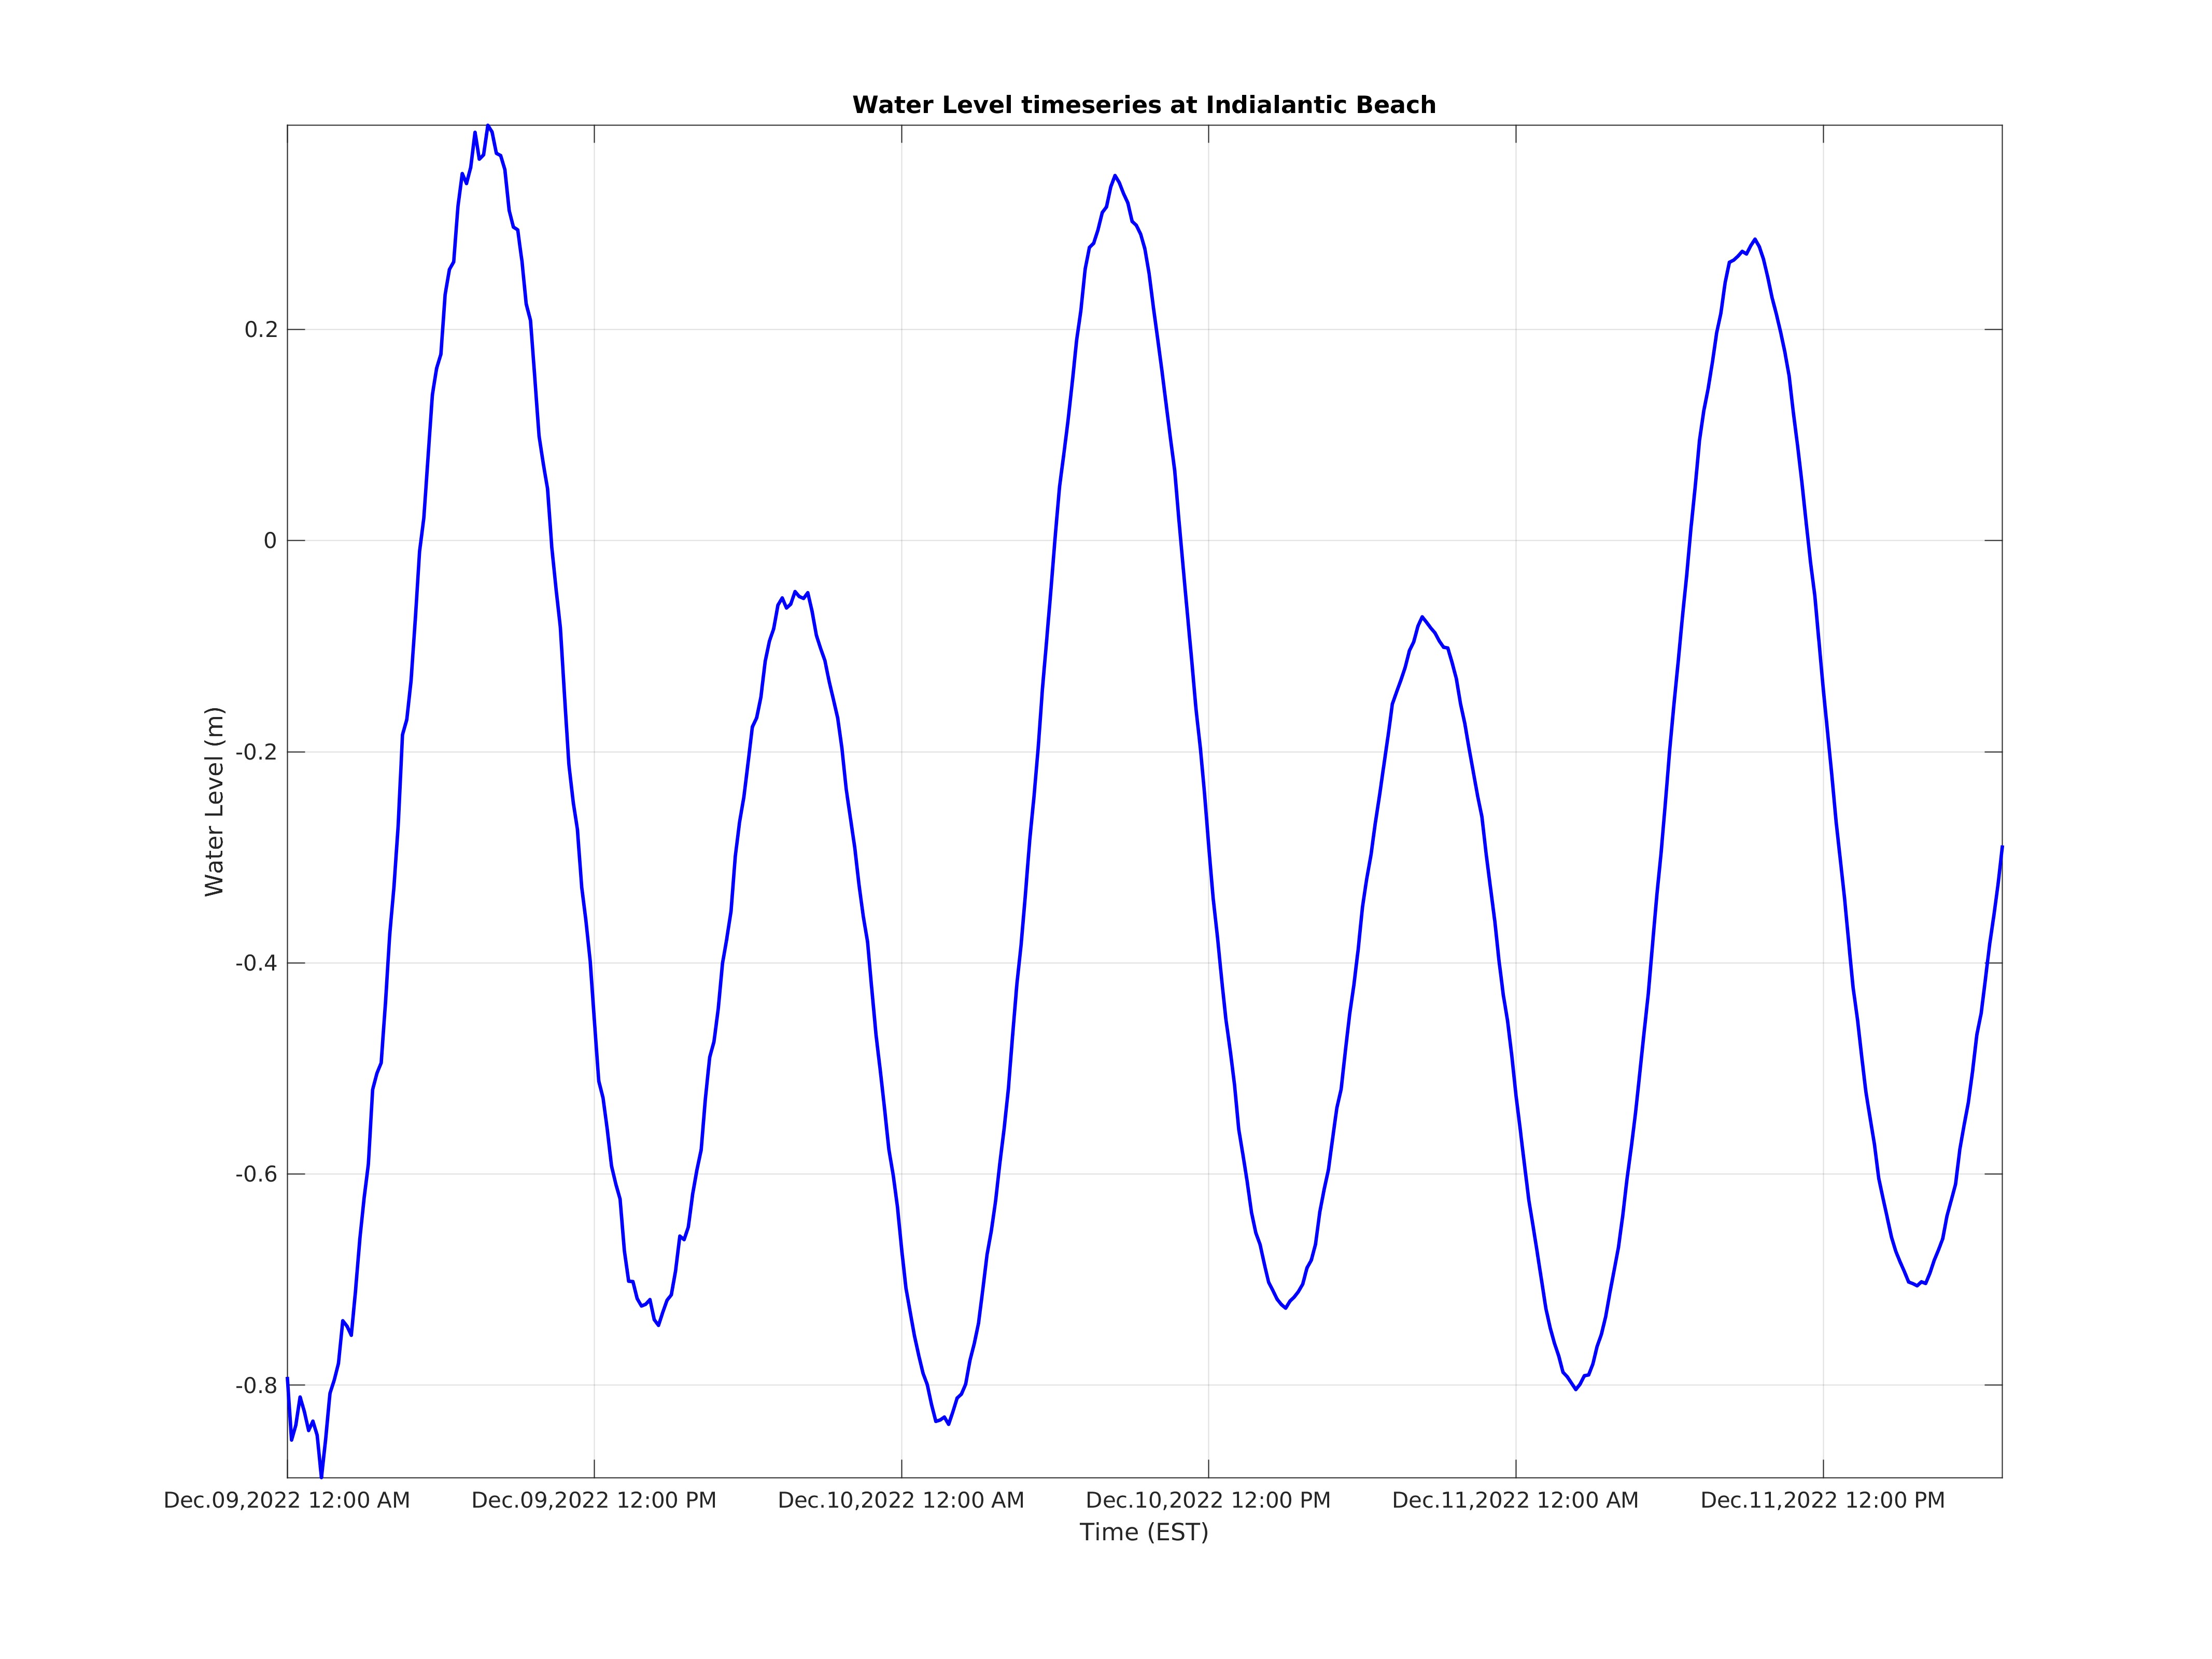 Water Level timeseries at Indialantic Beach
0.2
0
-0.2
-0.4
-0.6
-0.8
Water Level (m)
Dec.09,2022 12:00 AM
Dec.09,2022 12:00 PM
Dec.10,2022 12:00 AM
Dec.10,2022 12:00 PM
Dec.11,2022 12:00 AM
Dec.11,2022 12:00 PM
Time (EST)